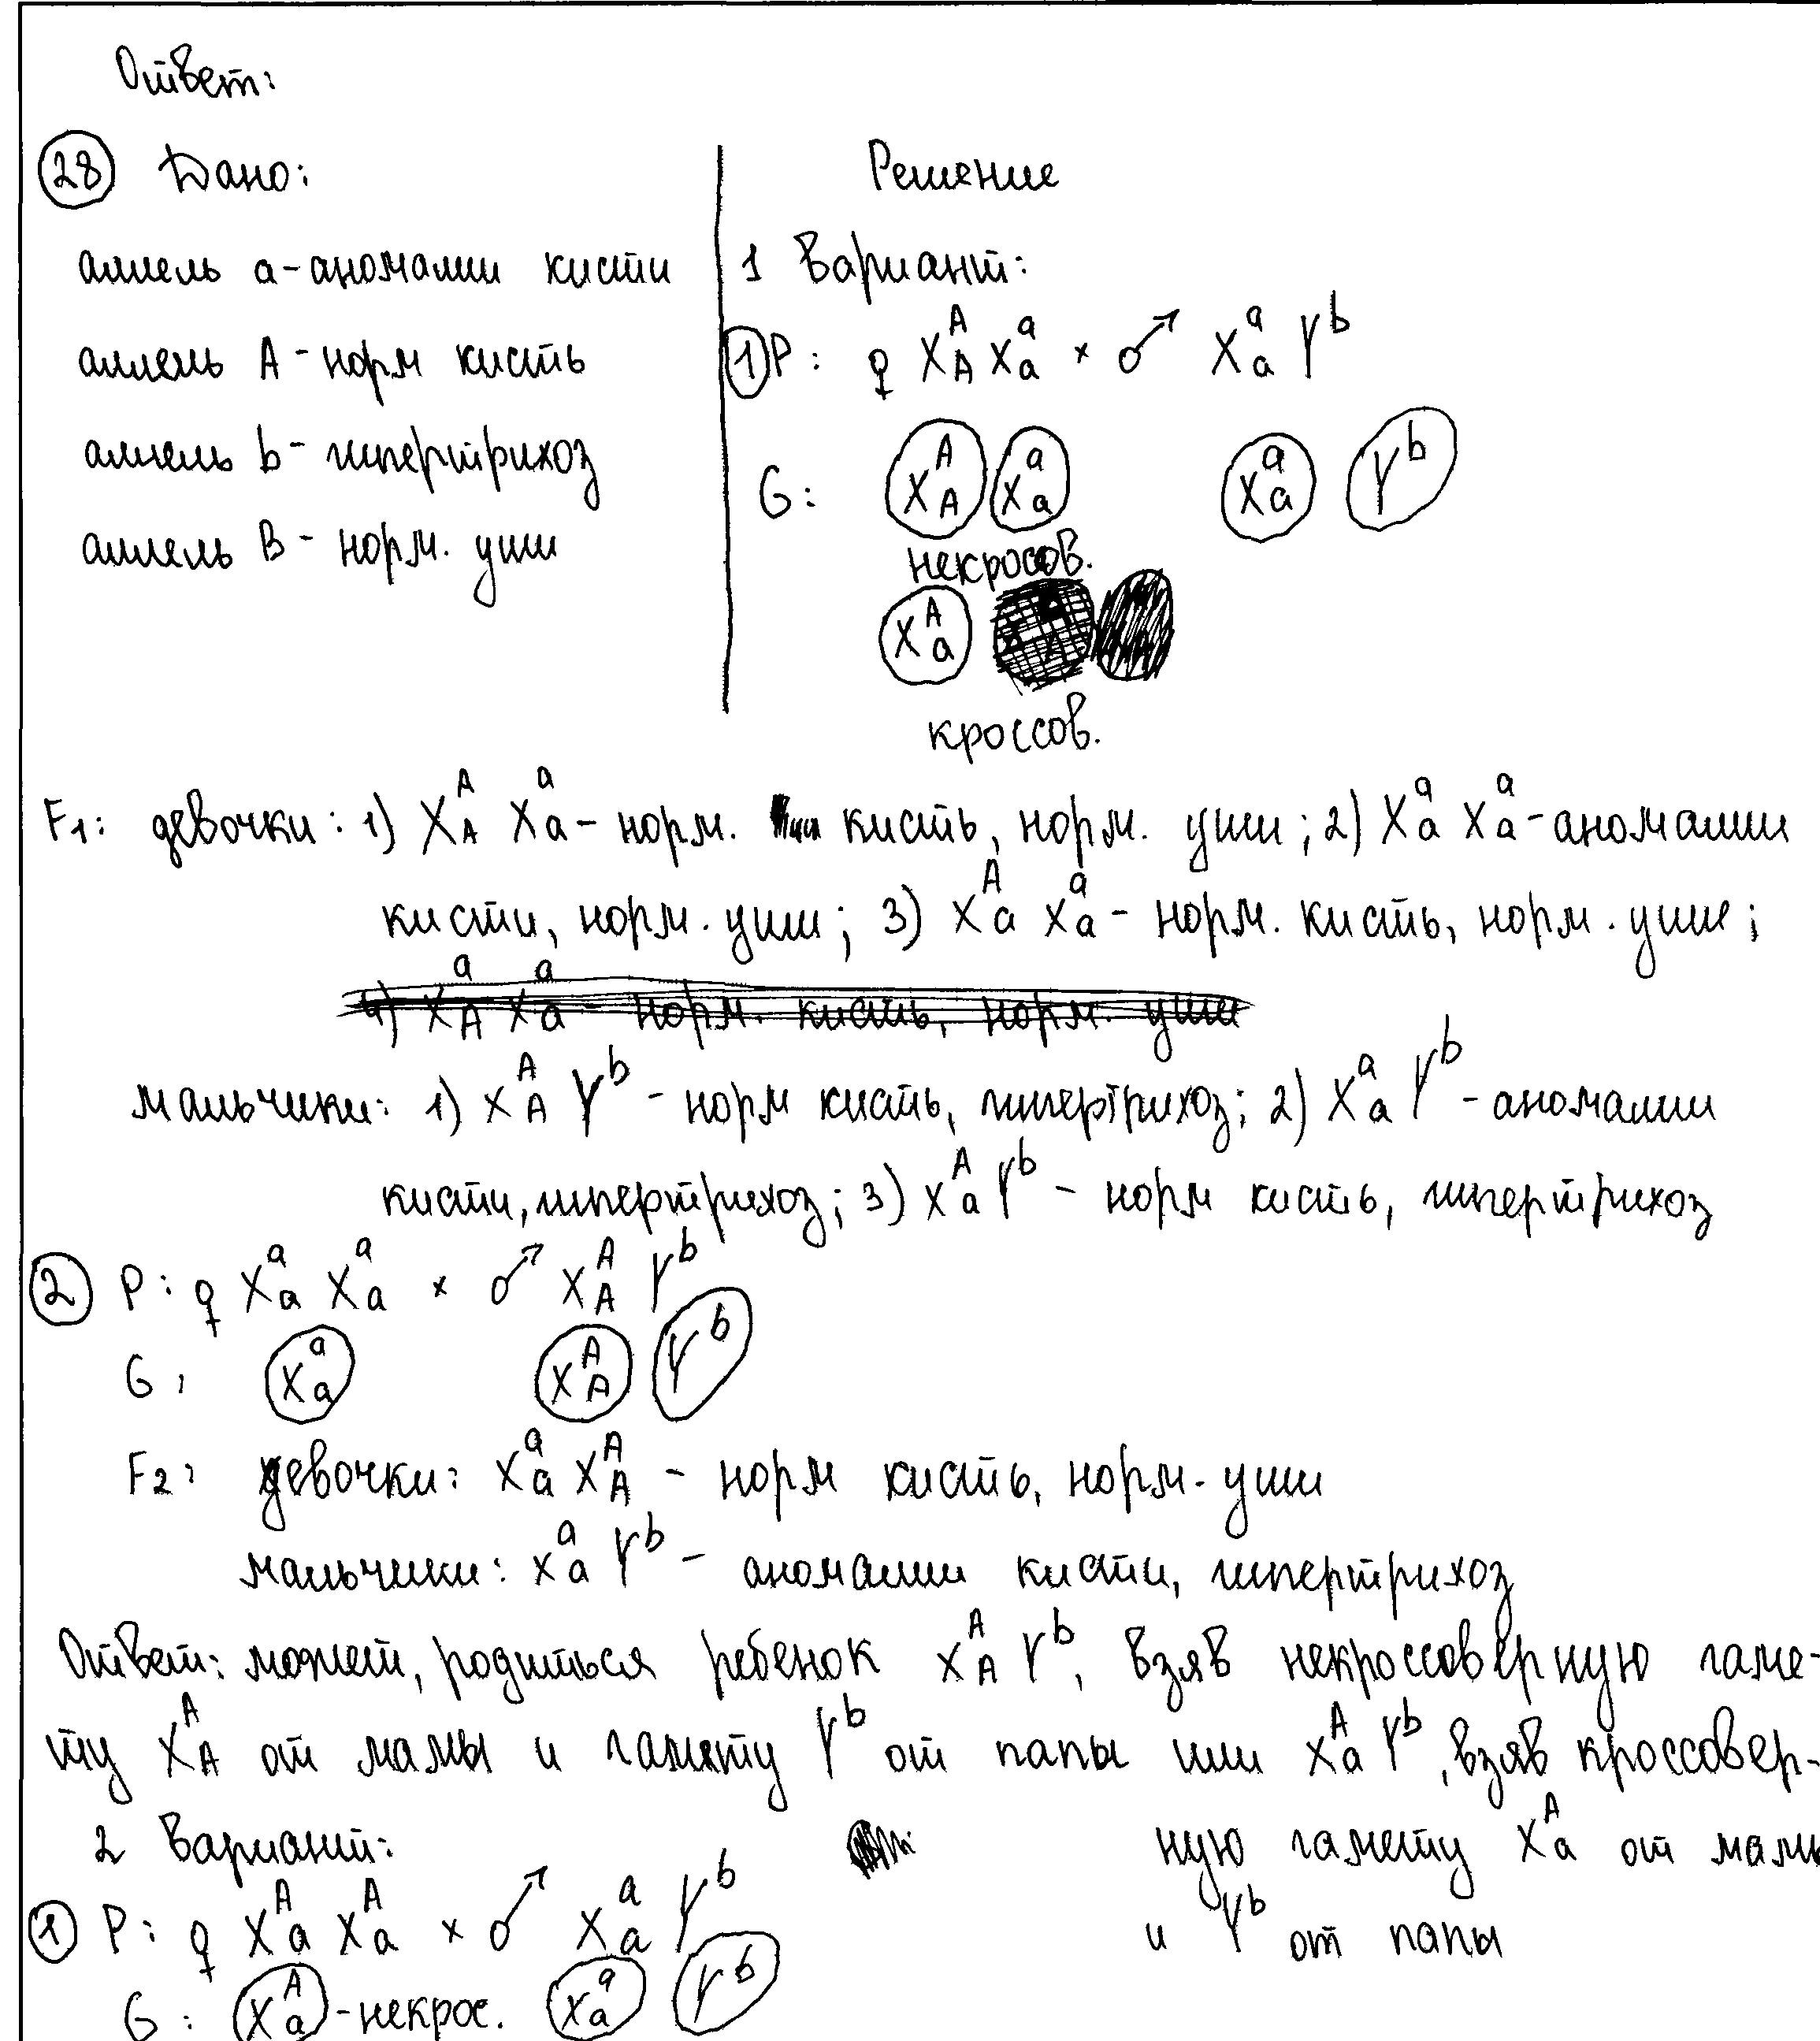 Ответ:
28 Дано:
Решение
аллель а - аномалии кисти
аллель А - норм кисть
аллель b - гипертрихоз
аллель В - норм. уши
1 вариант:
1 P: ♀ X^A_A X^a_a × ♂ X^a_a Y^b
G: X^A_A X^a_a X^a_a Y^b
некроссов.
X^A_a
кроссов.
F1: девочки: 1) X^A_A X^a_a - норм. кисть, норм. уши; 2) X^a_a X^a_a - аномалии
кисти, норм. уши; 3) X^A_a X^a_a - норм. кисть, норм. уши;
4) X^a_A X^a_a - норм. кисть, норм. уши
мальчики: 1) X^A_A Y^b - норм кисть, гипертрихоз; 2) X^a_a Y^b - аномалии
кисти, гипертрихоз; 3) X^A_a Y^b - норм кисть, гипертрихоз
2 P: ♀ X^a_a X^a_a × ♂ X^A_A Y^b
G: X^a_a X^A_A Y^b
F2: девочки: X^a_a X^A_A - норм кисть, норм. уши
мальчики: X^a_a Y^b - аномалии кисти, гипертрихоз
Ответ: может, родиться ребенок X^A_A Y^b, взяв некроссоверную гаме-
ту X^A_A от мамы и гамету Y^b от папы или X^A_a Y^b, взяв кроссовер-
ную гамету X^A_a от мамы
и Y^b от папы
2 вариант:
1 P: ♀ X^A_a X^A_a × ♂ X^a_a Y^b
G: X^A_a - некрос. X^a_a Y^b